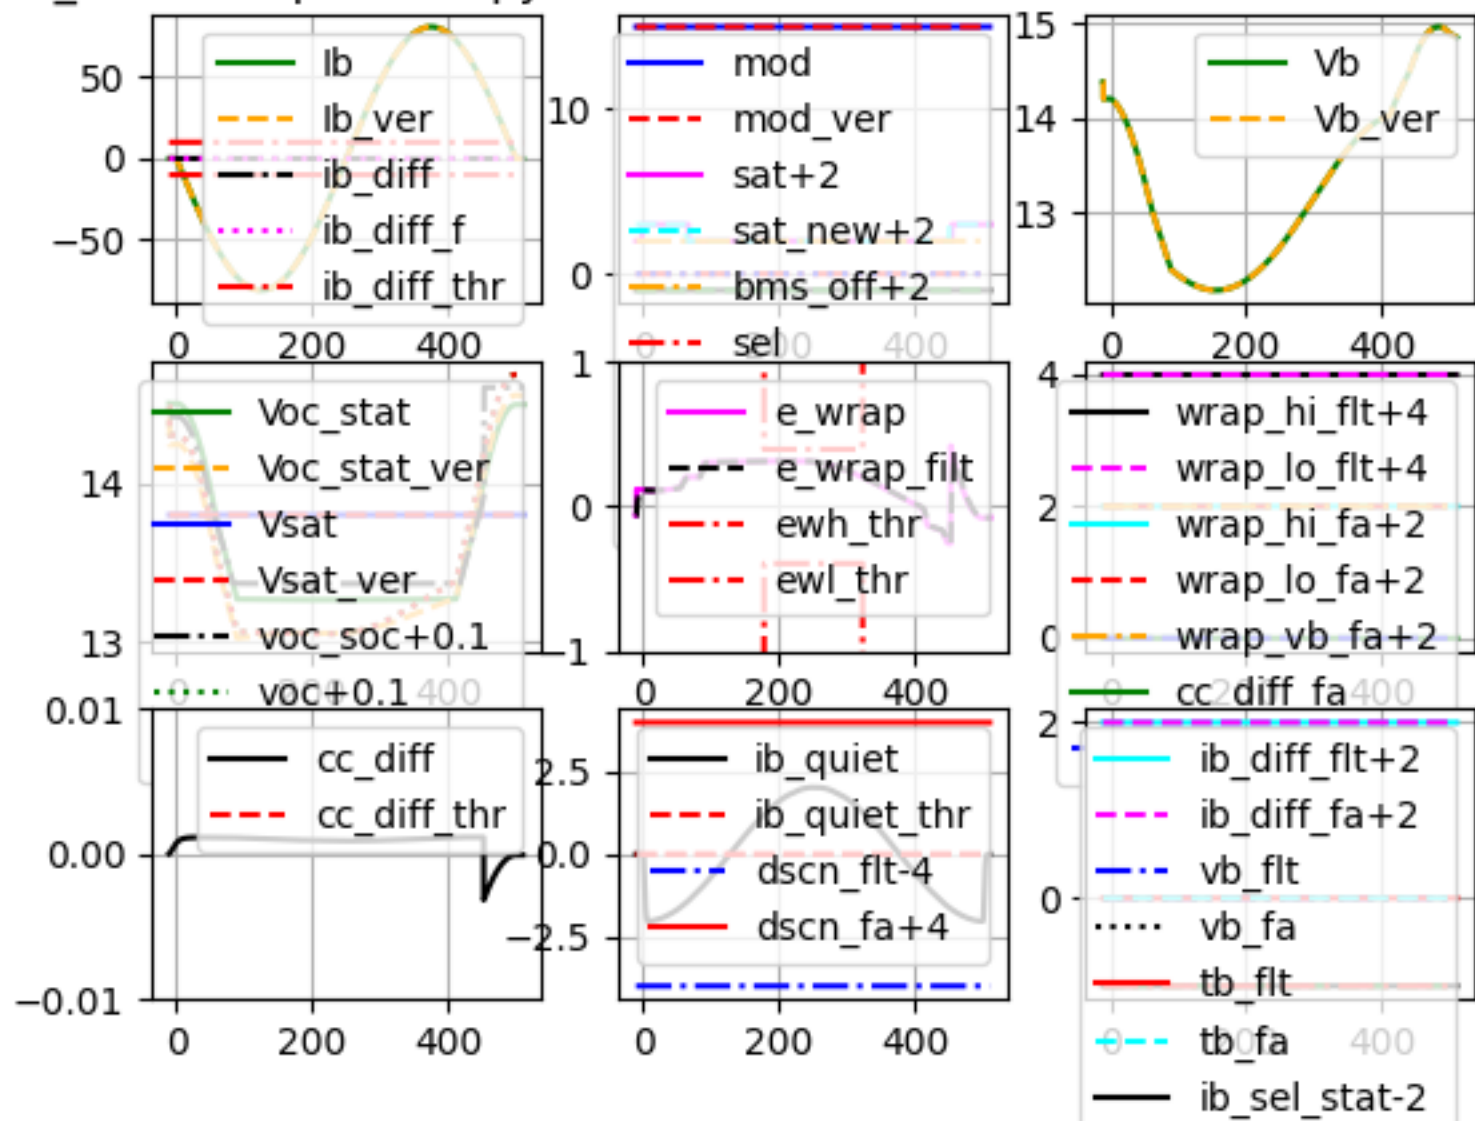 50
0
−50
0
200
400
Ib
Ib_ver
ib_diff
ib_diff_f
ib_diff_thr
10
0
0
200
400
mod
mod_ver
sat+2
sat_new+2
bms_off+2
sel
15
14
13
0
200
400
Vb
Vb_ver
14
13
0
400
Voc_stat
Voc_stat_ver
Vsat
Vsat_ver
voc_soc+0.1
voc+0.1
1
0
−1
0
200
400
e_wrap
e_wrap_filt
ewh_thr
ewl_thr
4
2
0
0
400
wrap_hi_flt+4
wrap_lo_flt+4
wrap_hi_fa+2
wrap_lo_fa+2
wrap_vb_fa+2
cc_diff_fa
0.01
0.00
−0.01
0
200
400
cc_diff
cc_diff_thr
2.5
0.0
−2.5
0
200
400
ib_quiet
ib_quiet_thr
dscn_flt-4
dscn_fa+4
2
0
0
200
400
ib_diff_flt+2
ib_diff_fa+2
vb_flt
vb_fa
tb_flt
tb_fa
ib_sel_stat-2